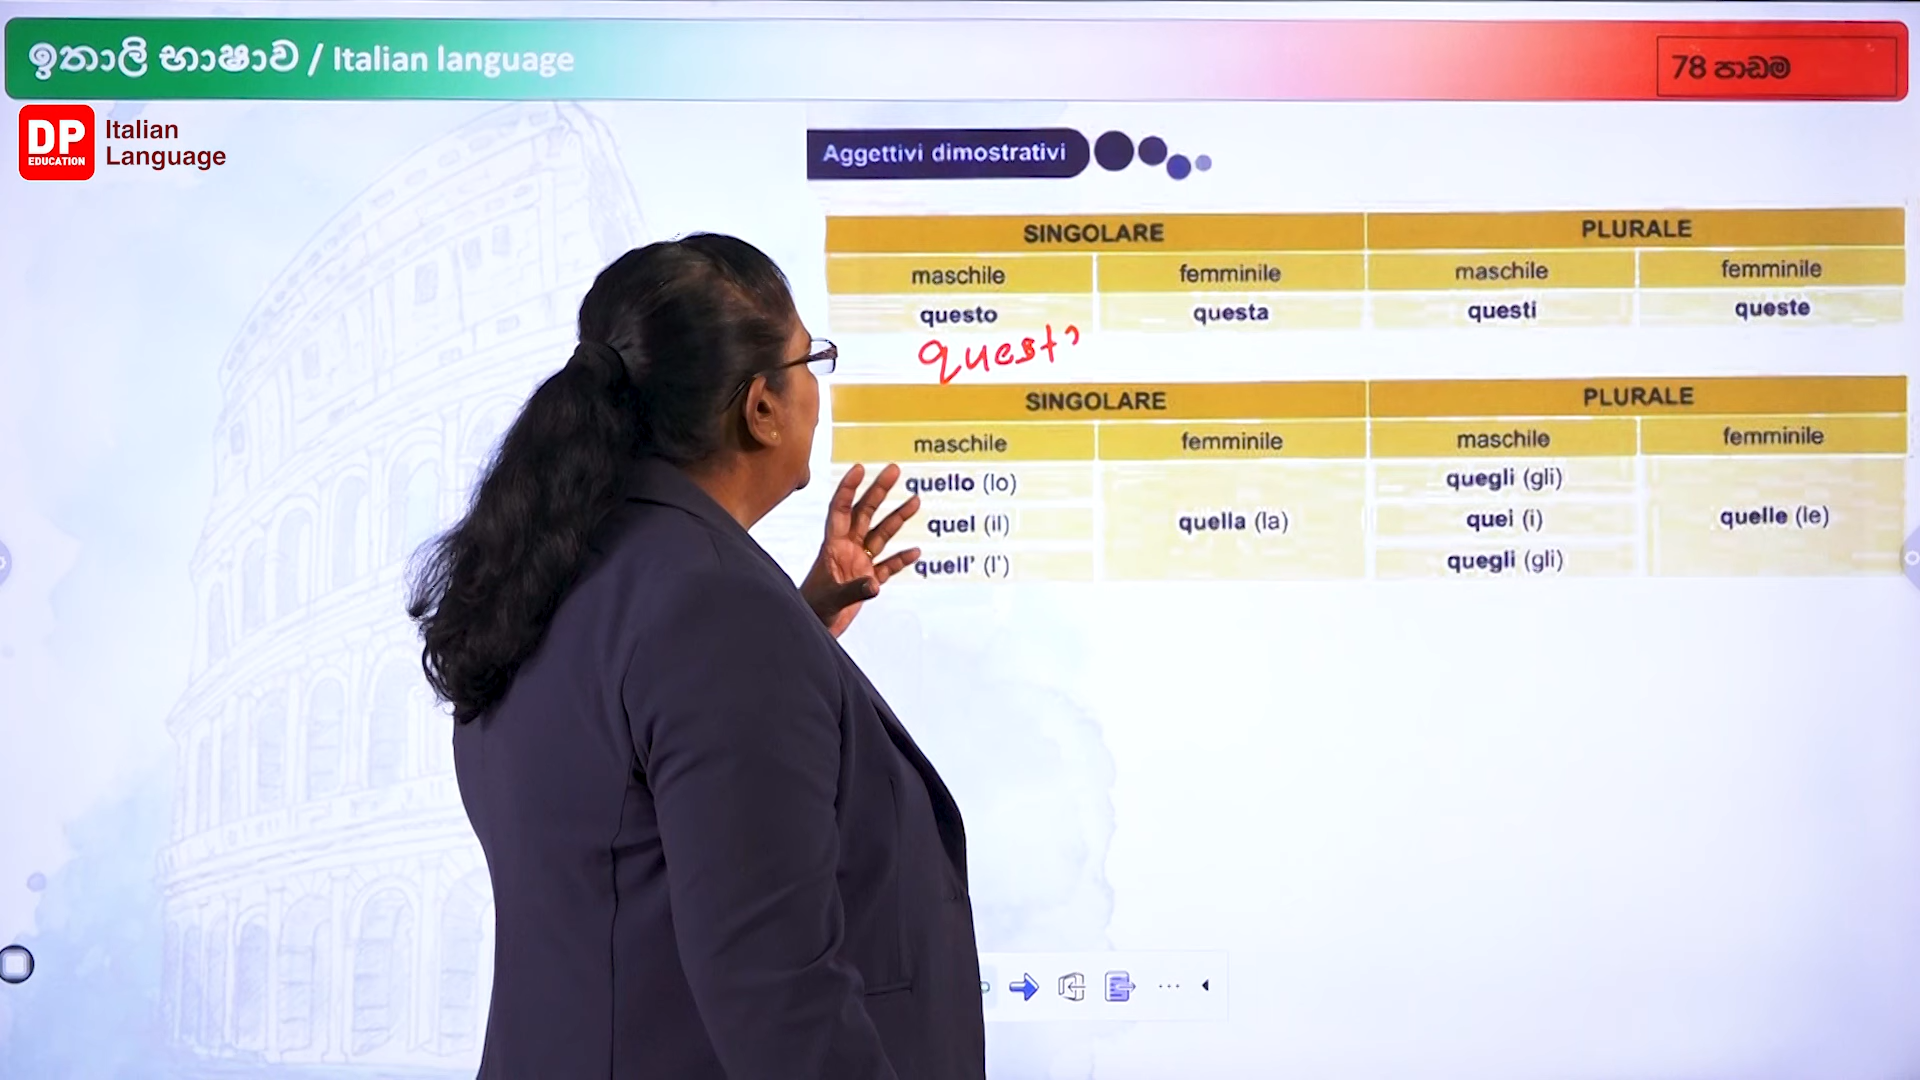 ඉතාලි භාෂාව / Italian language
78 පාඩම
DP
EDUCATION
Italian
Language
Aggettivi dimostrativi
SINGOLARE PLURALE
maschile femminile maschile femminile
questo questa questi queste
quest'
SINGOLARE PLURALE
maschile femminile maschile femminile
quello (lo) quegli (gli)
quel (il) quella (la) quei (i) quelle (le)
quell' (l') quegli (gli)